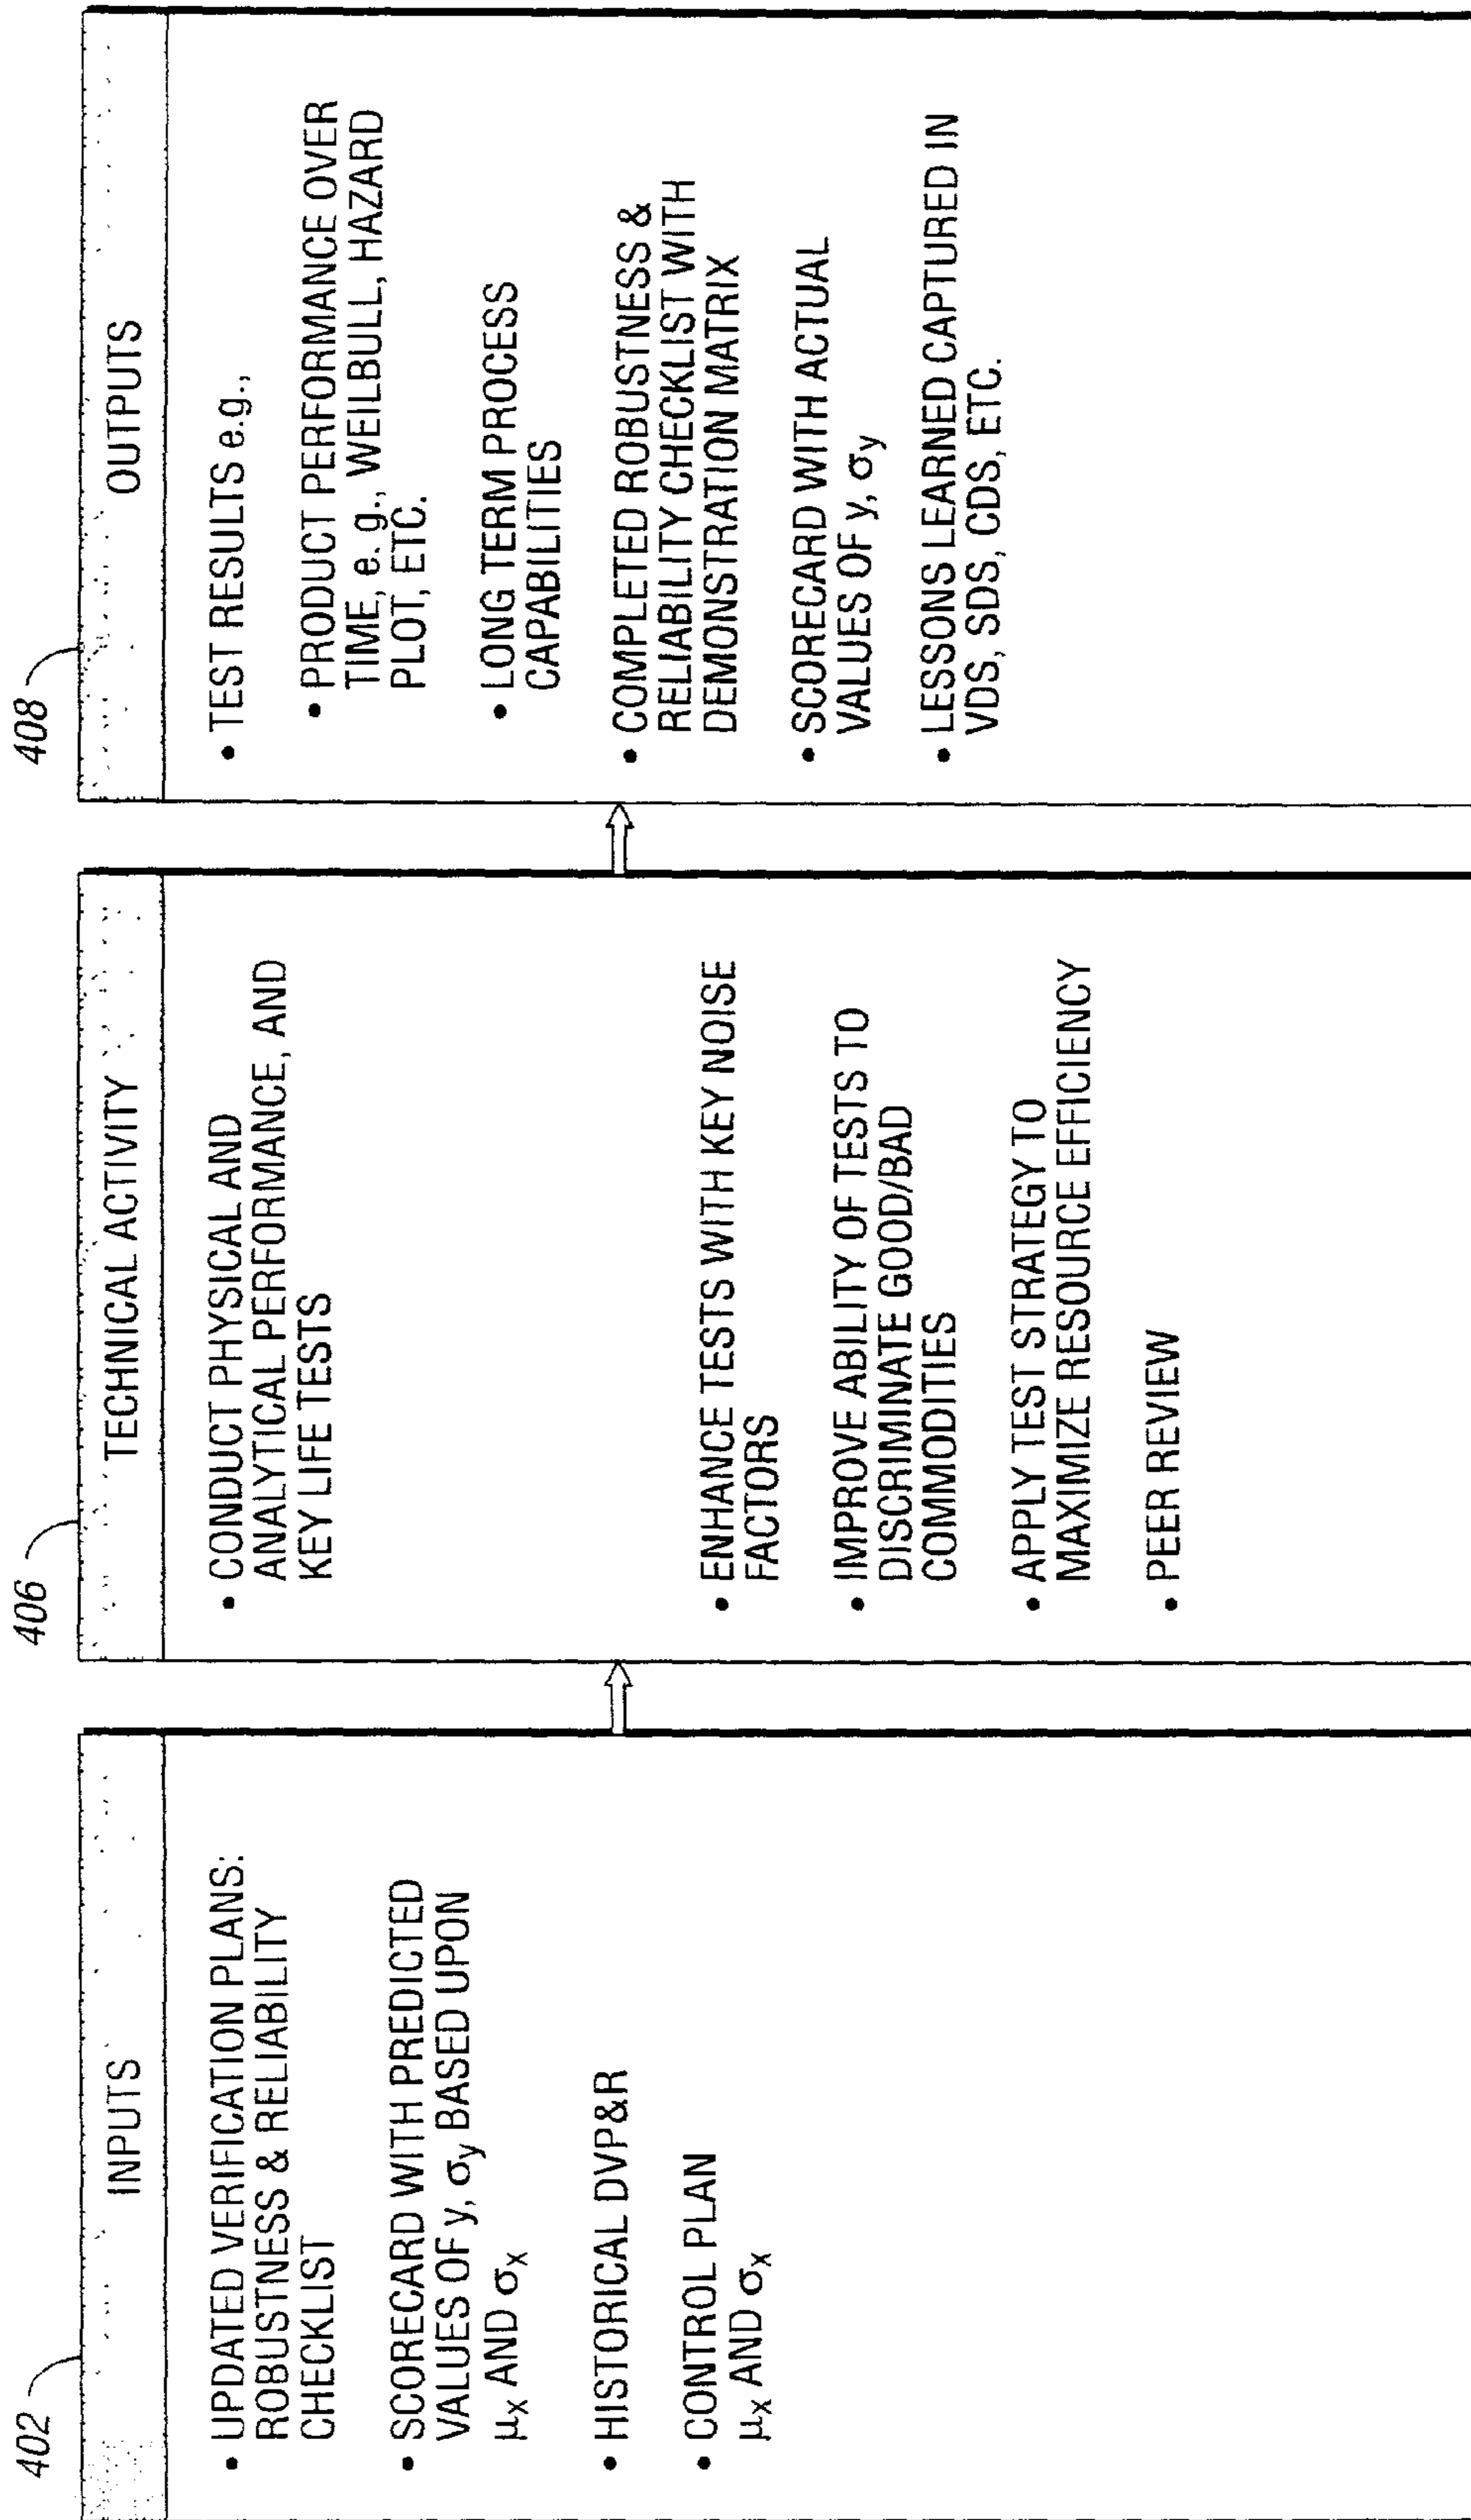 402
INPUTS
• UPDATED VERIFICATION PLANS:
ROBUSTNESS & RELIABILITY
CHECKLIST
• SCORECARD WITH PREDICTED
VALUES OF y, σy BASED UPON
μx AND σx
• HISTORICAL DVP&R
• CONTROL PLAN
μx AND σx
406
TECHNICAL ACTIVITY
• CONDUCT PHYSICAL AND
ANALYTICAL PERFORMANCE, AND
KEY LIFE TESTS
• ENHANCE TESTS WITH KEY NOISE
FACTORS
• IMPROVE ABILITY OF TESTS TO
DISCRIMINATE GOOD/BAD
COMMODITIES
• APPLY TEST STRATEGY TO
MAXIMIZE RESOURCE EFFICIENCY
• PEER REVIEW
408
OUTPUTS
• TEST RESULTS e.g.,
• PRODUCT PERFORMANCE OVER
TIME, e. g., WEILBULL, HAZARD
PLOT, ETC.
• LONG TERM PROCESS
CAPABILITIES
• COMPLETED ROBUSTNESS &
RELIABILITY CHECKLIST WITH
DEMONSTRATION MATRIX
• SCORECARD WITH ACTUAL
VALUES OF y, σy
• LESSONS LEARNED CAPTURED IN
VDS, SDS, CDS, ETC.